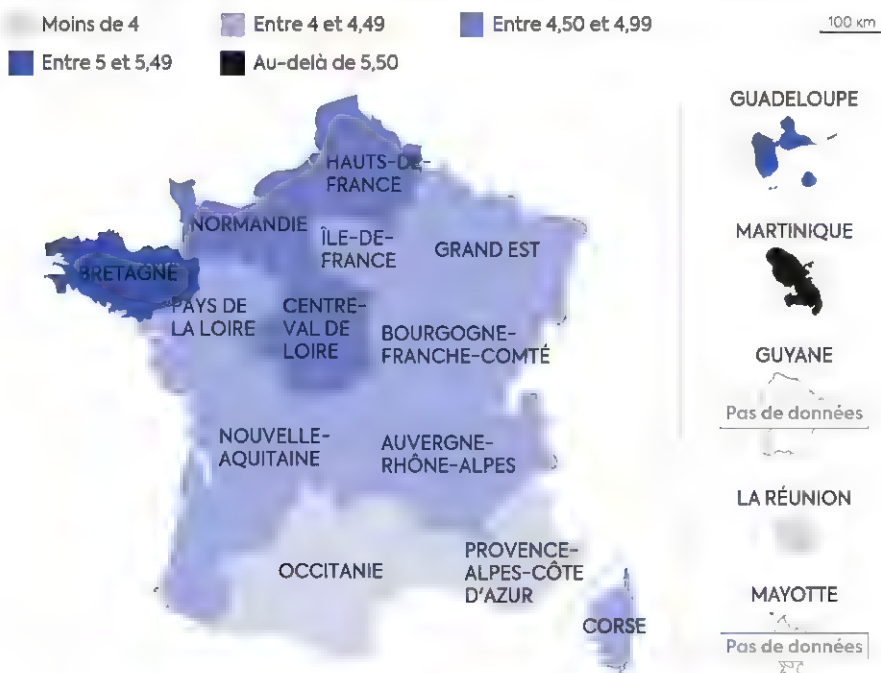 Moins de 4
Entre 4 et 4,49
Entre 4,50 et 4,99
100 km
Entre 5 et 5,49
Au-delà de 5,50
GUADELOUPE
HAUTS-DE-
FRANCE
NORMANDIE
ÎLE-DE-
FRANCE
GRAND EST
MARTINIQUE
BRETAGNE
PAYS DE
LA LOIRE
CENTRE-
VAL DE
LOIRE
BOURGOGNE-
FRANCHE-COMTÉ
GUYANE
Pas de données
NOUVELLE-
AQUITAINE
AUVERGNE-
RHÔNE-ALPES
LA RÉUNION
OCCITANIE
PROVENCE-
ALPES-CÔTE
D'AZUR
MAYOTTE
CORSE
Pas de données